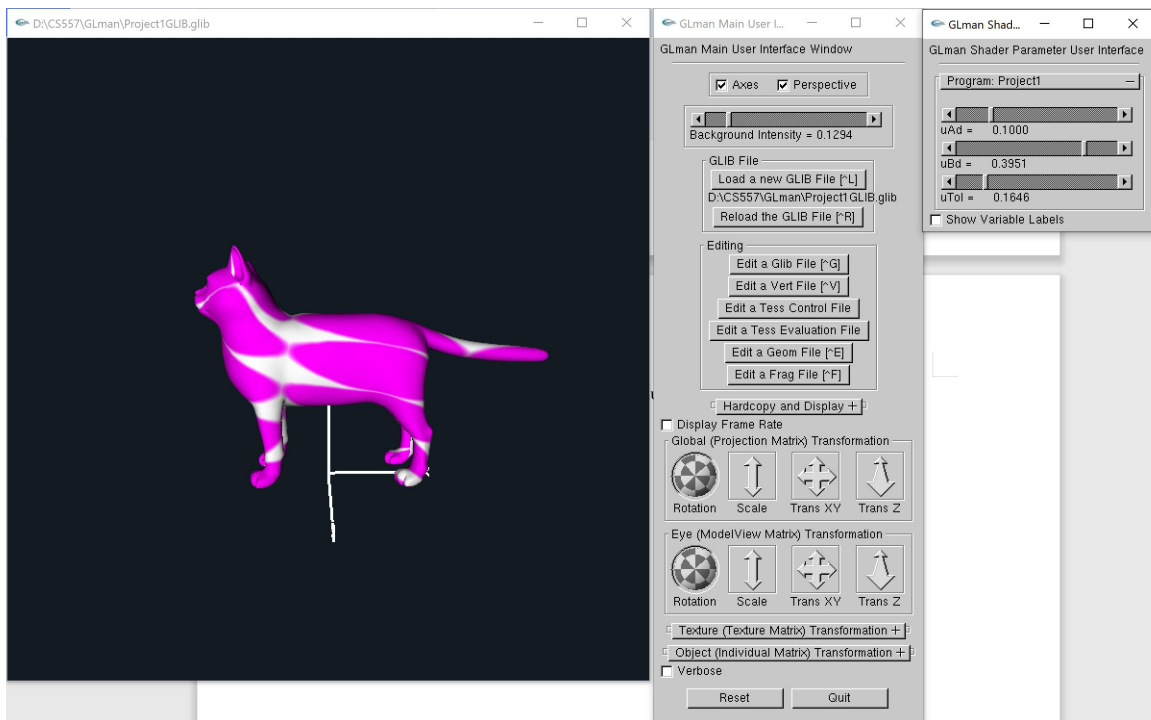 D:\CS557\GLman\Project1GLIB.glib
GLman Main User I...
GLman Main User Interface Window
Axes
Perspective
Background Intensity = 0.1294
GLIB File
Load a new GLIB File [^L]
D:\CS557\GLman\Project1GLIB.glib
Reload the GLIB File [^R]
Editing
Edit a Glib File [^G]
Edit a Vert File [^V]
Edit a Tess Control File
Edit a Tess Evaluation File
Edit a Geom File [^E]
Edit a Frag File [^F]
Hardcopy and Display +
Display Frame Rate
Global (Projection Matrix) Transformation
Rotation Scale Trans XY Trans Z
Eye (ModelView Matrix) Transformation
Rotation Scale Trans XY Trans Z
Texture (Texture Matrix) Transformation +
Object (Individual Matrix) Transformation +
Verbose
Reset Quit
GLman Shad...
GLman Shader Parameter User Interface
Program: Project1
uAd = 0.1000
uBd = 0.3951
uTol = 0.1646
Show Variable Labels